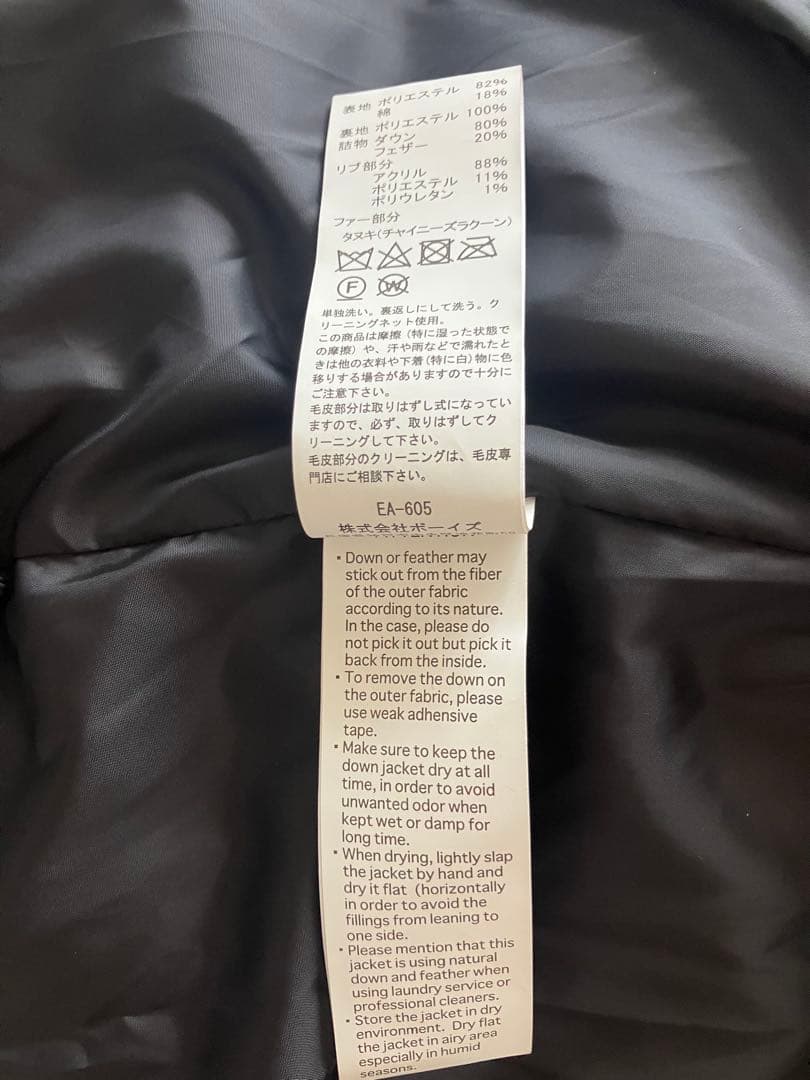 表地 ポリエステル 82%
綿 18%
裏地 ポリエステル 100%
詰物 ダウン 80%
フェザー 20%
リブ部分
アクリル 88%
ポリエステル 11%
ポリウレタン 1%
ファー部分
タヌキ(チャイニーズラクーン)
F W
単独洗い。裏返しにして洗う。ク
リーニングネット使用。
この商品は摩擦(特に湿った状態で
の摩擦)や、汗や雨などで濡れたと
きは他の衣料や下着(特に白)物に色
移りする場合がありますので十分に
ご注意下さい。
毛皮部分は取りはずし式になってい
ますので、必ず、取りはずしてク
リーニングして下さい。
毛皮部分のクリーニングは、毛皮専
門店にご相談下さい。
EA-605
株式会社ボーイズ
・Down or feather may
stick out from the fiber
of the outer fabric
according to its nature.
In the case, please do
not pick it out but pick it
back from the inside.
・To remove the down on
the outer fabric, please
use weak adhensive
tape.
・Make sure to keep the
down jacket dry at all
time, in order to avoid
unwanted odor when
kept wet or damp for
long time.
・When drying, lightly slap
the jacket by hand and
dry it flat (horizontally
in order to avoid the
fillings from leaning to
one side.
・Please mention that this
jacket is using natural
down and feather when
using laundry service or
professional cleaners.
・Store the jacket in dry
environment. Dry flat
the jacket in airy area
especially in humid
seasons.